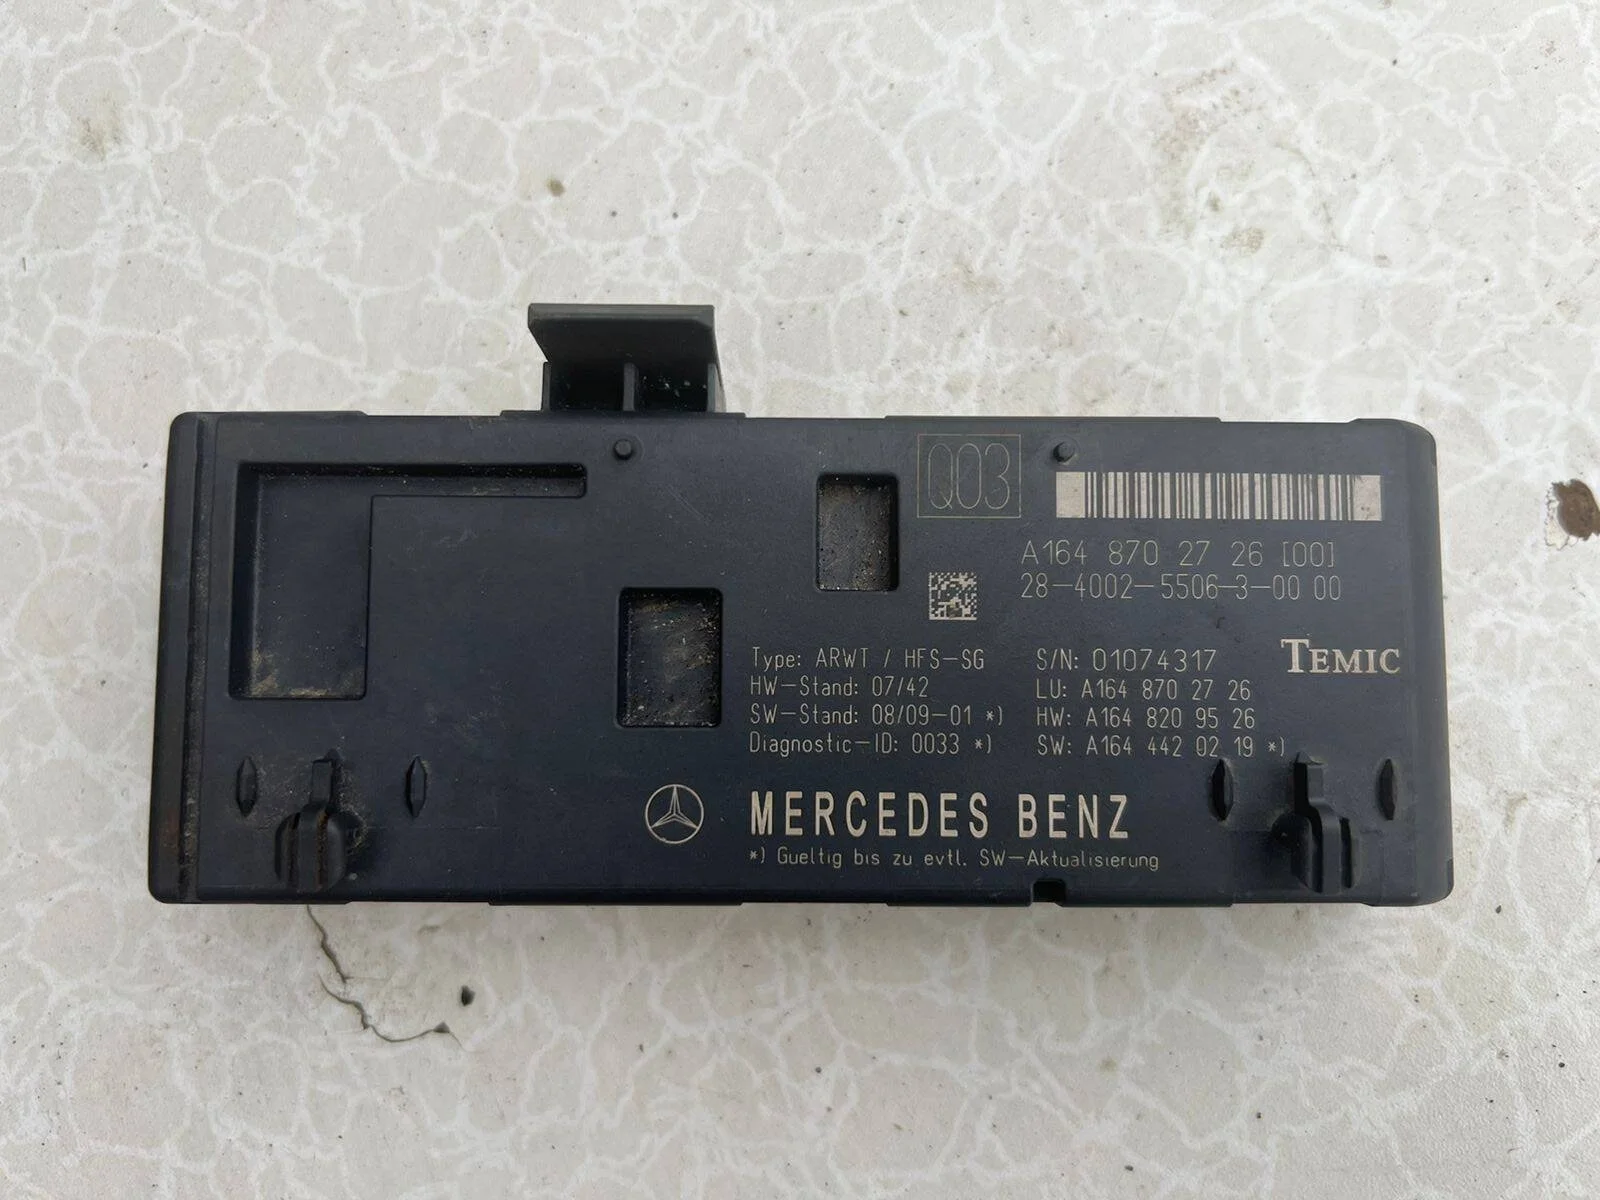 Q03
A164 870 27 26 [00]
28-4002-5506-3-00 00
Type: ARWT / HFS-SG
HW-Stand: 07/42
SW-Stand: 08/09-01 *)
Diagnostic-ID: 0033 *)
S/N: 01074317
LU: A164 870 27 26
HW: A164 820 95 26
SW: A164 442 02 19 *)
TEMIC
MERCEDES BENZ
*) Gueltig bis zu evtl. SW-Aktualisierung